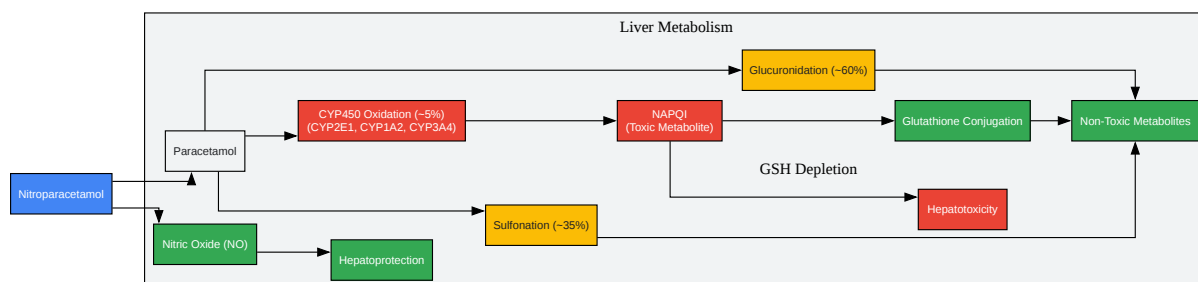 Liver Metabolism
Glucuronidation (~60%)
CYP450 Oxidation (~5%)
(CYP2E1, CYP1A2, CYP3A4)
NAPQI
(Toxic Metabolite)
Glutathione Conjugation
Non-Toxic Metabolites
Paracetamol
GSH Depletion
Nitroparacetamol
Hepatotoxicity
Sulfonation (~35%)
Nitric Oxide (NO)
Hepatoprotection